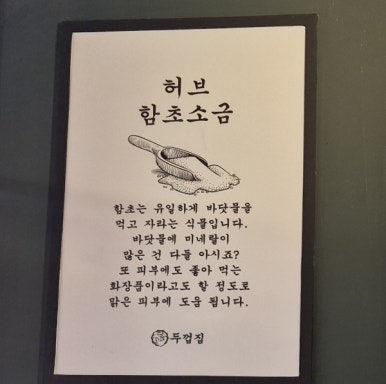 허브
함초소금
함초는 유일하게 바닷물을
먹고 자라는 식물입니다.
바닷물에 미네랄이
많은 건 다들 아시죠?
또 피부에도 좋아 먹는
화장품이라고도 할 정도로
맑은 피부에 도움 됩니다.
두껍집